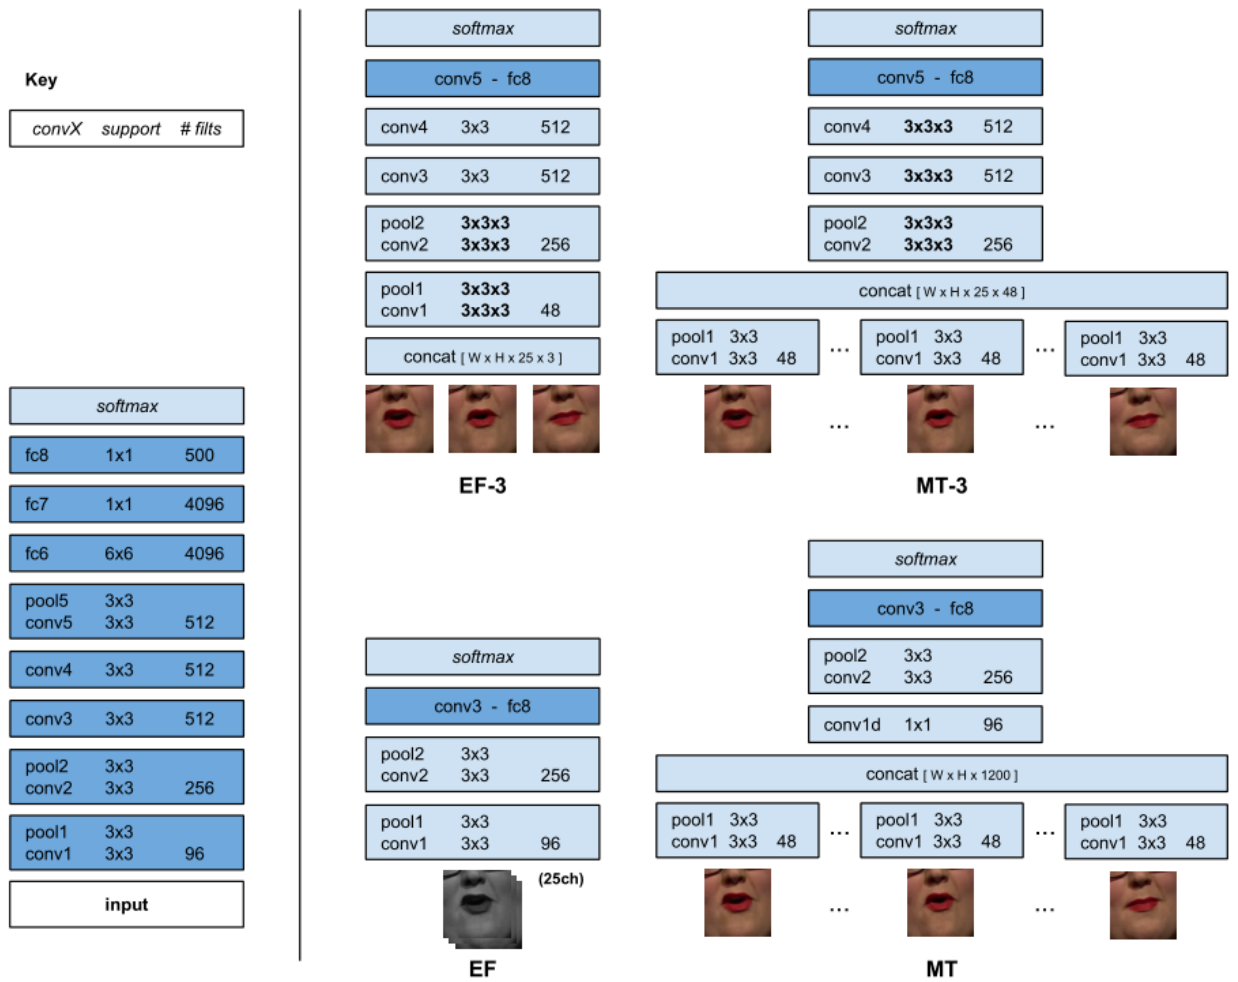 Key
convX support # filts
softmax
fc8 1x1 500
fc7 1x1 4096
fc6 6x6 4096
pool5 3x3
conv5 3x3 512
conv4 3x3 512
conv3 3x3 512
pool2 3x3
conv2 3x3 256
pool1 3x3
conv1 3x3 96
input
softmax
conv5 - fc8
conv4 3x3 512
conv3 3x3 512
pool2 3x3x3
conv2 3x3x3 256
pool1 3x3x3
conv1 3x3x3 48
concat [ W x H x 25 x 3 ]
EF-3
softmax
conv5 - fc8
conv4 3x3x3 512
conv3 3x3x3 512
pool2 3x3x3
conv2 3x3x3 256
concat [ W x H x 25 x 48 ]
pool1 3x3
conv1 3x3 48
...
pool1 3x3
conv1 3x3 48
...
pool1 3x3
conv1 3x3 48
... ...
MT-3
softmax
conv3 - fc8
pool2 3x3
conv2 3x3 256
pool1 3x3
conv1 3x3 96
(25ch)
EF
softmax
conv3 - fc8
pool2 3x3
conv2 3x3 256
conv1d 1x1 96
concat [ W x H x 1200 ]
pool1 3x3
conv1 3x3 48
...
pool1 3x3
conv1 3x3 48
...
pool1 3x3
conv1 3x3 48
... ...
MT